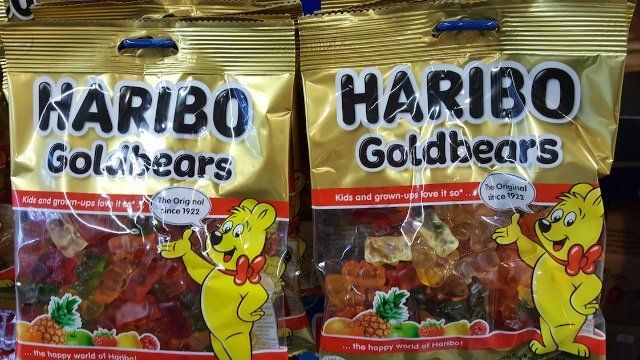 HARIBO
Goldbears
Kids and grown-ups love it so*...
The Original
since 1922
... the happy world of Haribo!
HARIBO
Goldbears
Kids and grown-ups love it so*...
The Original
since 1922
... the happy world of Haribo!